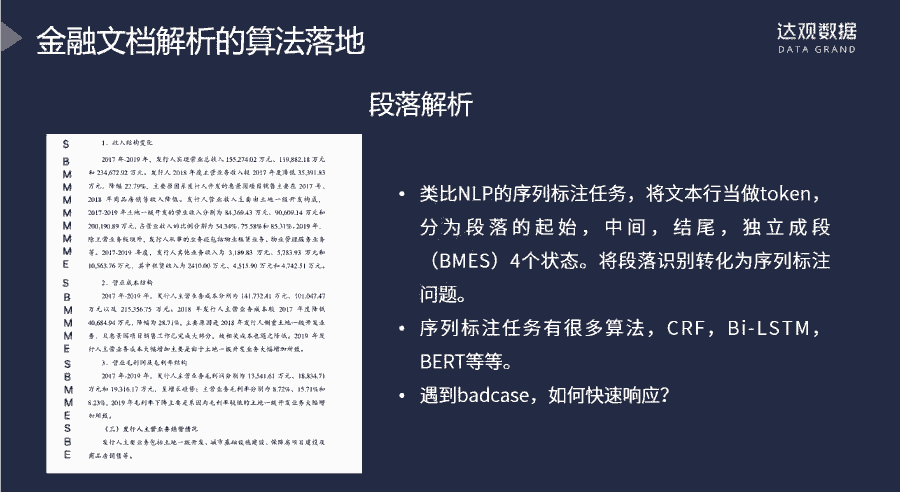 金融文档解析的算法落地
达观数据
DATA GRAND
段落解析
S 1、收入结构变化
B 2017年-2019年,发行人实现营业总收入155,274.02万元、159,882.18万元
M 和234,672.92万元。发行人2018年度主营业务收入较2017年度降低35,391.83
M 万元,降幅22.79%,主要原因系发行人开发的悬景园项目销售主要在2017年,
M 2018年商品房销售收入降低。发行人营业收入主要由土地一级开发构成,
M 2017-2019年土地一级开发的营业收入分别为84,369.43万元、90,609.14万元和
M 200,190.89万元,占营业收入的比例分别为54.34%、75.58%和85.31%。2019年,
M 除主营业务板块外,发行人从事的业务还包括物业租赁业务、物业管理服务业务
M 等。2017-2019年度,发行人其他业务收入为3,189.83万元、5,733.93万元和
E 10,563.76万元,其中租赁收入为2410.00万元、4,515.90万元和4,742.51万元。
S 2、营业成本结构
B 2017年-2019年,发行人主营业务成本分别为141,732.41万元、101,047.47
M 万元以及215,356.75万元。2018年发行人主营业务成本较2017年度降低
M 40,684.94万元,降幅为28.71%,主要原因是2018年发行人侧重土地一级开发业
M 务,且悬景园项目销售工作已完成大部分,故相关成本也随之降低。2019年发
E 行人主营业务成本大幅增加主要是由于土地一级开发业务大幅增加所致。
S 3、营业毛利润及毛利率结构
B 2017年-2019年,发行人主营业务毛利润分别为13,541.61万元、18,834.71
M 万元和19,316.17万元,呈增长趋势;主营业务毛利率分别为8.72%、15.71%和
M 8.23%,2019年毛利率下降主要是系因为毛利率较低的土地一级开发业务大幅增
E 加所致。
S (二)发行人主营业务经营情况
B 发行人主要业务包括土地一级开发、城市基础设施建设、保障房项目建设及
E 商品房销售等。
• 类比NLP的序列标注任务,将文本行当做token,
分为段落的起始,中间,结尾,独立成段
(BMES)4个状态。将段落识别转化为序列标注
问题。
• 序列标注任务有很多算法,CRF,Bi-LSTM,
BERT等等。
• 遇到badcase,如何快速响应?